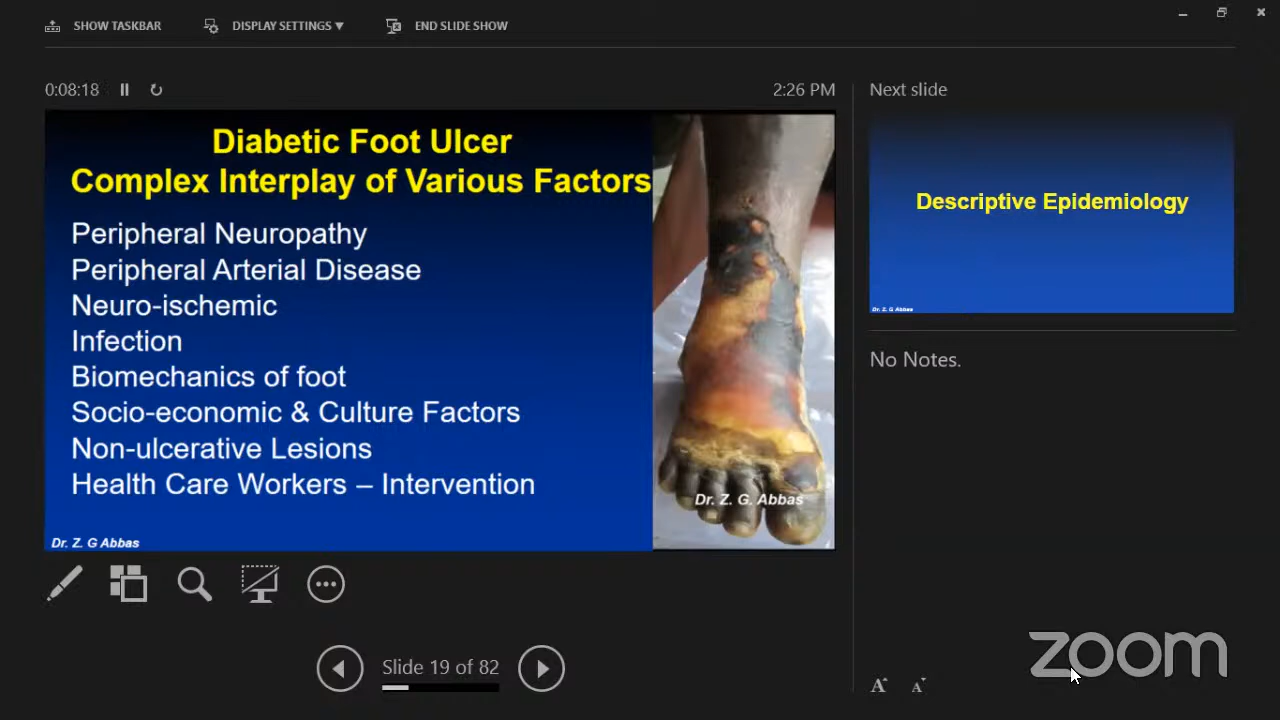 SHOW TASKBAR
DISPLAY SETTINGS ▼
END SLIDE SHOW
0:08:18
2:26 PM
Diabetic Foot Ulcer
Complex Interplay of Various Factors
Peripheral Neuropathy
Peripheral Arterial Disease
Neuro-ischemic
Infection
Biomechanics of foot
Socio-economic & Culture Factors
Non-ulcerative Lesions
Health Care Workers – Intervention
Dr. Z. G. Abbas
Dr. Z. G Abbas
Slide 19 of 82
Next slide
Descriptive Epidemiology
Dr. Z. G Abbas
No Notes.
A A
zoom